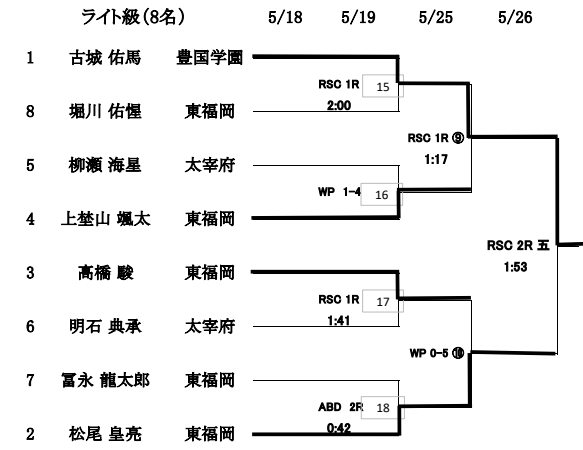 ライト級(8名) 5/18 5/19 5/25 5/26
1 古城 佑馬 豊国学園
RSC 1R 15
2:00
8 堀川 佑惺 東福岡
RSC 1R ⑨
1:17
5 柳瀬 海星 太宰府
WP 1-4 16
4 上埜山 颯太 東福岡
RSC 2R 五
1:53
3 高橋 駿 東福岡
RSC 1R 17
1:41
6 明石 典承 太宰府
WP 0-5 ⑩
7 冨永 龍太郎 東福岡
ABD 2R 18
0:42
2 松尾 皇亮 東福岡